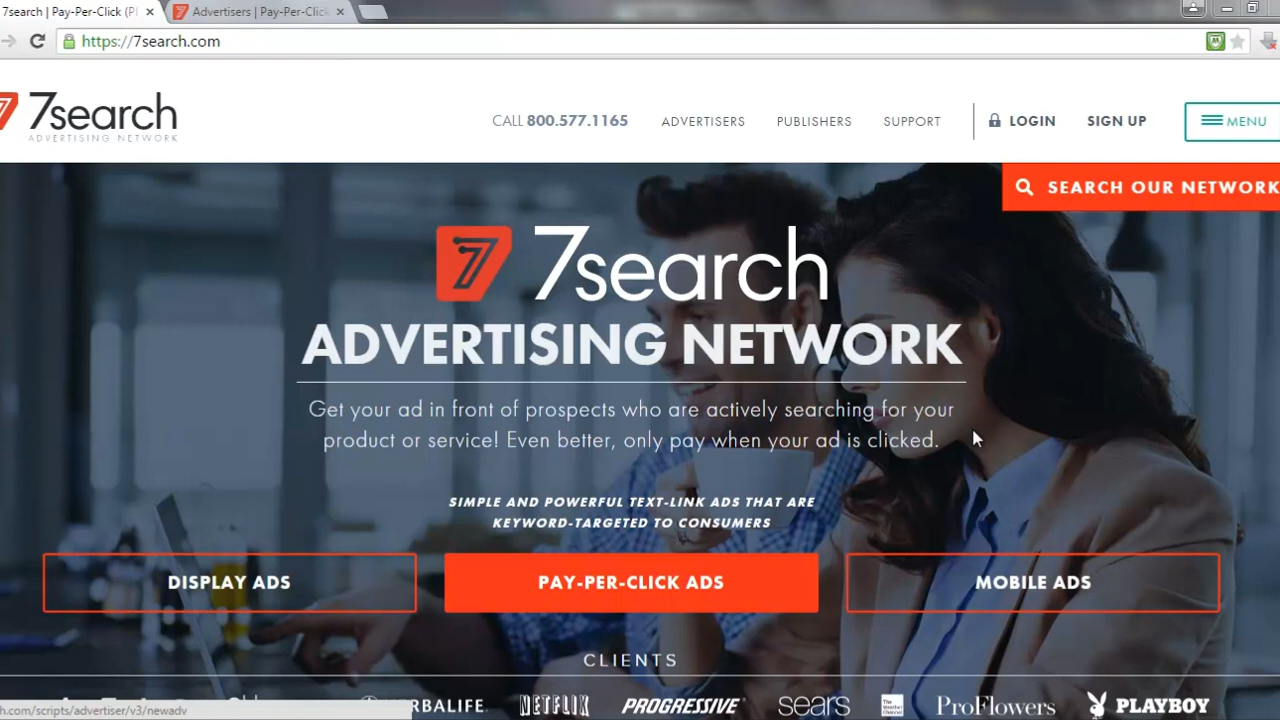 7search | Pay-Per-Click (P
Advertisers | Pay-Per-Click
https://7search.com
7search
ADVERTISING NETWORK
CALL 800.577.1165
ADVERTISERS
PUBLISHERS
SUPPORT
LOGIN
SIGN UP
MENU
SEARCH OUR NETWORK
7search
ADVERTISING NETWORK
Get your ad in front of prospects who are actively searching for your
product or service! Even better, only pay when your ad is clicked.
SIMPLE AND POWERFUL TEXT-LINK ADS THAT ARE
KEYWORD-TARGETED TO CONSUMERS
DISPLAY ADS
PAY-PER-CLICK ADS
MOBILE ADS
CLIENTS
NETFLIX
PROGRESSIVE
sears
ProFlowers
PLAYBOY
h.com/scripts/advertiser/v3/newadv